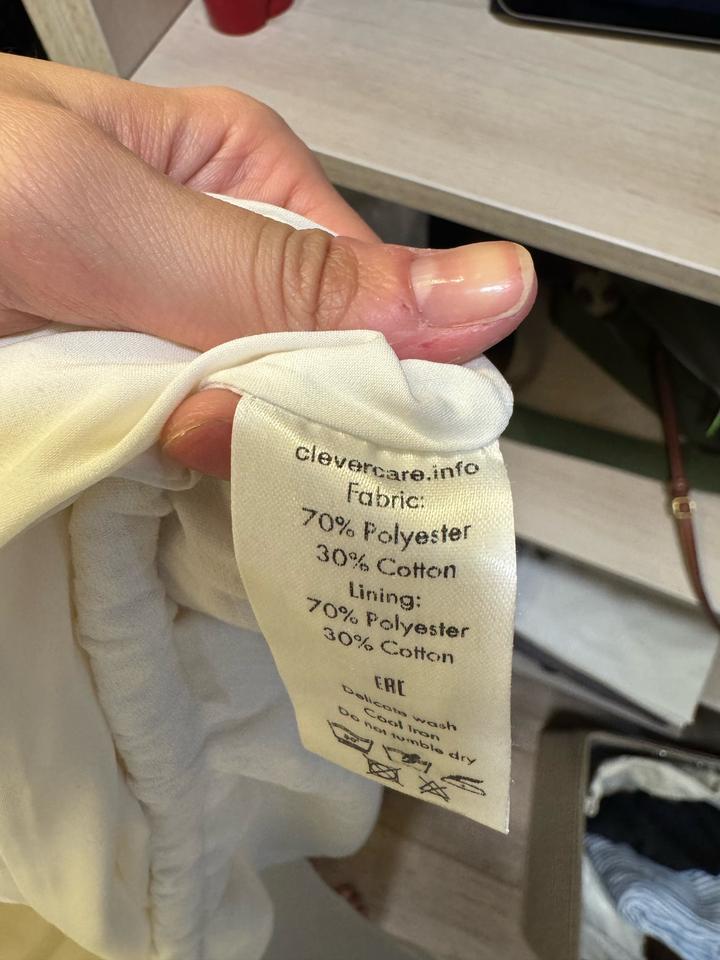 clevercare.info
Fabric:
70% Polyester
30% Cotton
Lining:
70% Polyester
30% Cotton
EAC
Delicate wash
Cool Iron
Do not tumble dry